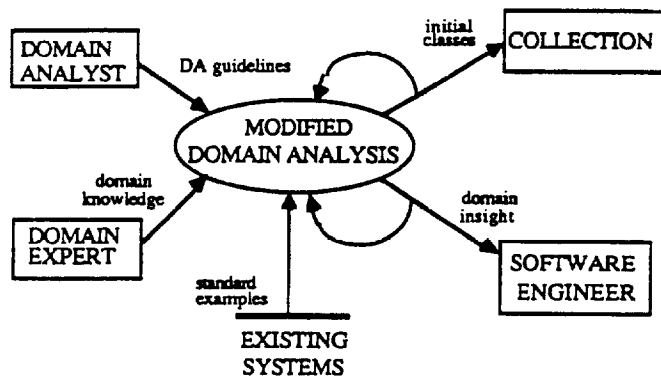 DOMAIN
ANALYST
DA guidelines
initial
classes
COLLECTION
MODIFIED
DOMAIN ANALYSIS
domain
knowledge
DOMAIN
EXPERT
domain
insight
SOFTWARE
ENGINEER
standard
examples
EXISTING
SYSTEMS